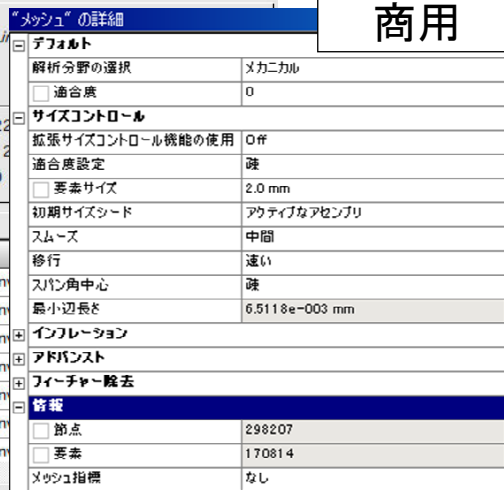 "メッシュ" の詳細
商用
デフォルト
解析分野の選択 メカニカル
適合度 0
サイズコントロール
拡張サイズコントロール機能の使用 Off
適合度設定 疎
要素サイズ 2.0 mm
初期サイズシード アクティブなアセンブリ
スムーズ 中間
移行 速い
スパン角中心 疎
最小辺長さ 6.5118e-003 mm
インフレーション
アドバンスト
フィーチャー除去
情報
節点 298207
要素 170814
メッシュ指標 なし